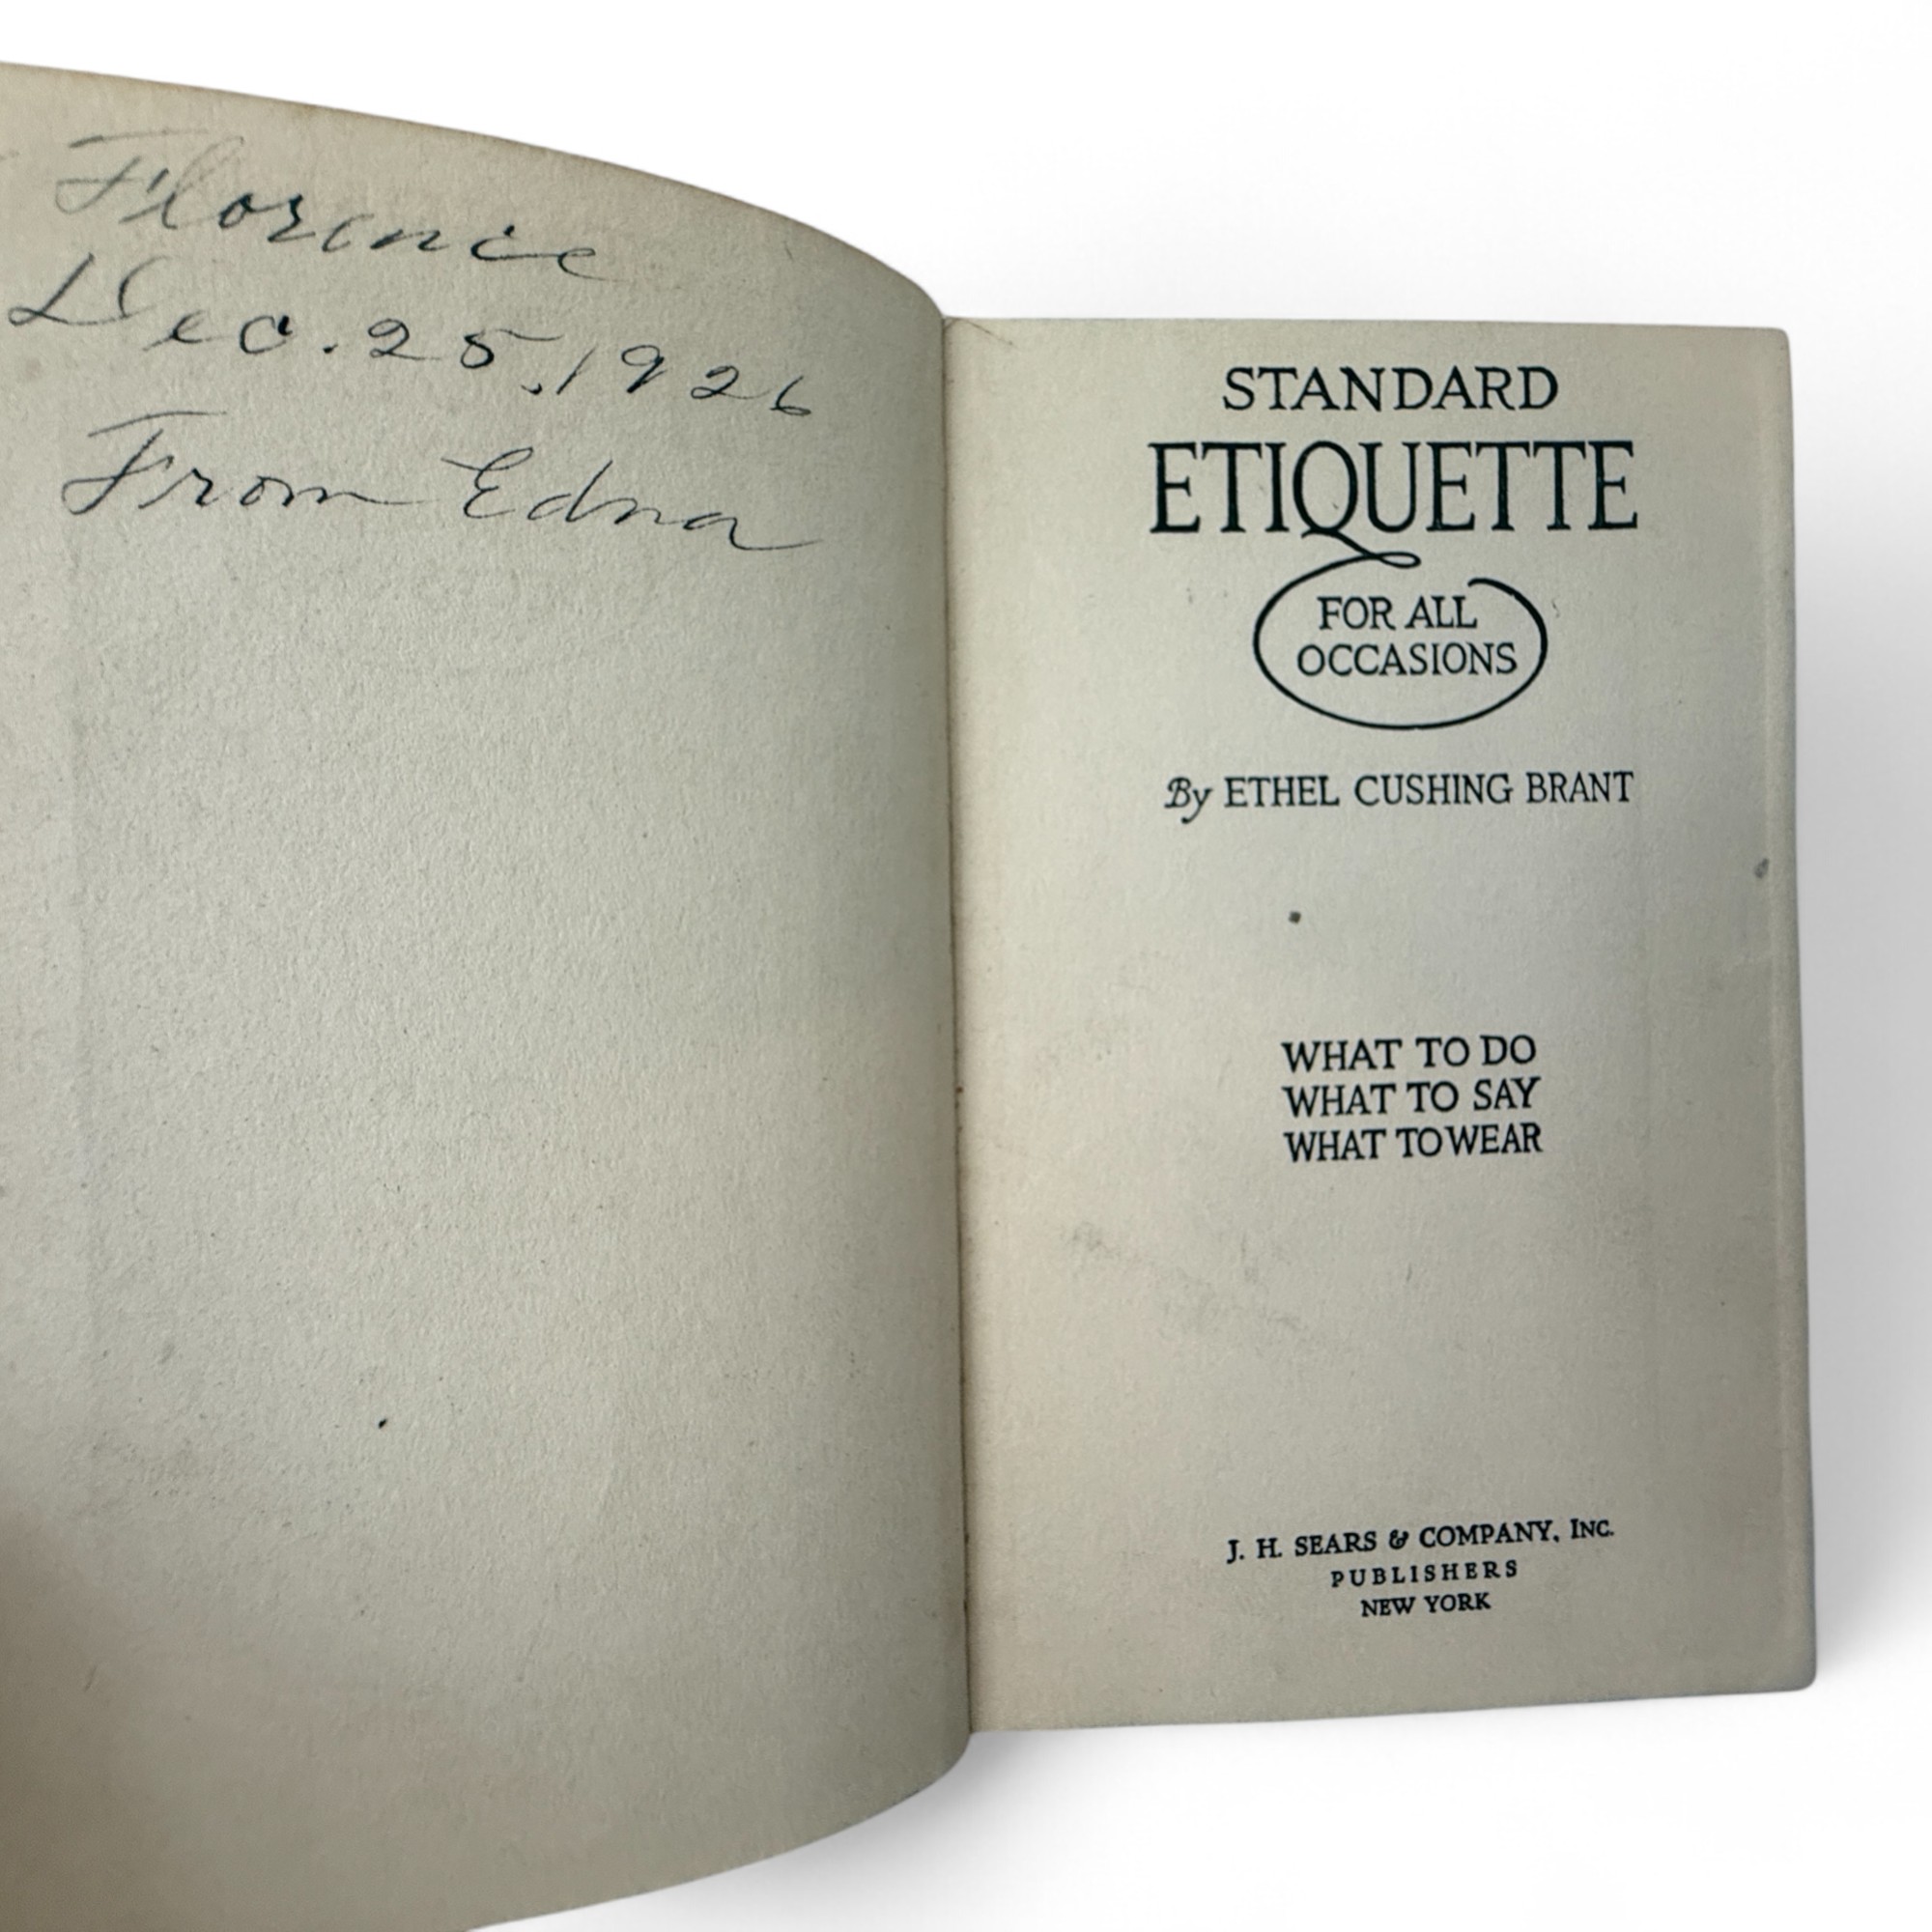 Florence
Dec. 25, 1926
From Edna
STANDARD
ETIQUETTE
FOR ALL
OCCASIONS
By ETHEL CUSHING BRANT
WHAT TO DO
WHAT TO SAY
WHAT TO WEAR
J. H. SEARS & COMPANY, INC.
PUBLISHERS
NEW YORK